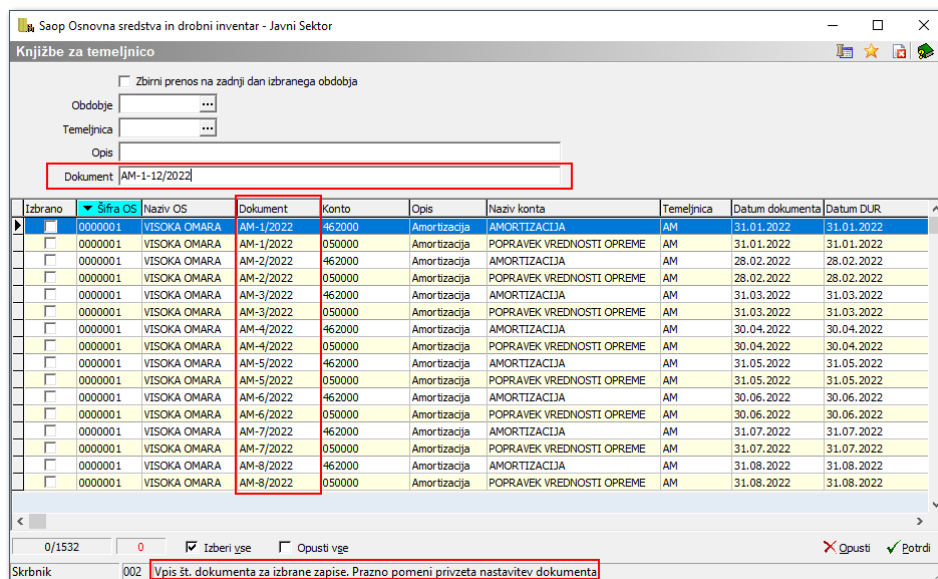 Saop Osnovna sredstva in drobni inventar - Javni Sektor
Knjižbe za temeljnico
Zbirni prenos na zadnji dan izbranega obdobja
Obdobje ...
Temeljnica ...
Opis
Dokument AM-1-12/2022
Izbrano Šifra OS Naziv OS Dokument Konto Opis Naziv konta Temeljnica Datum dokumenta Datum DUR
0000001 VISOKA OMARA AM-1/2022 462000 Amortizacija AMORTIZACIJA AM 31.01.2022 31.01.2022
0000001 VISOKA OMARA AM-1/2022 050000 Amortizacija POPRAVEK VREDNOSTI OPREME AM 31.01.2022 31.01.2022
0000001 VISOKA OMARA AM-2/2022 462000 Amortizacija AMORTIZACIJA AM 28.02.2022 28.02.2022
0000001 VISOKA OMARA AM-2/2022 050000 Amortizacija POPRAVEK VREDNOSTI OPREME AM 28.02.2022 28.02.2022
0000001 VISOKA OMARA AM-3/2022 462000 Amortizacija AMORTIZACIJA AM 31.03.2022 31.03.2022
0000001 VISOKA OMARA AM-3/2022 050000 Amortizacija POPRAVEK VREDNOSTI OPREME AM 31.03.2022 31.03.2022
0000001 VISOKA OMARA AM-4/2022 462000 Amortizacija AMORTIZACIJA AM 30.04.2022 30.04.2022
0000001 VISOKA OMARA AM-4/2022 050000 Amortizacija POPRAVEK VREDNOSTI OPREME AM 30.04.2022 30.04.2022
0000001 VISOKA OMARA AM-5/2022 462000 Amortizacija AMORTIZACIJA AM 31.05.2022 31.05.2022
0000001 VISOKA OMARA AM-5/2022 050000 Amortizacija POPRAVEK VREDNOSTI OPREME AM 31.05.2022 31.05.2022
0000001 VISOKA OMARA AM-6/2022 462000 Amortizacija AMORTIZACIJA AM 30.06.2022 30.06.2022
0000001 VISOKA OMARA AM-6/2022 050000 Amortizacija POPRAVEK VREDNOSTI OPREME AM 30.06.2022 30.06.2022
0000001 VISOKA OMARA AM-7/2022 462000 Amortizacija AMORTIZACIJA AM 31.07.2022 31.07.2022
0000001 VISOKA OMARA AM-7/2022 050000 Amortizacija POPRAVEK VREDNOSTI OPREME AM 31.07.2022 31.07.2022
0000001 VISOKA OMARA AM-8/2022 462000 Amortizacija AMORTIZACIJA AM 31.08.2022 31.08.2022
0000001 VISOKA OMARA AM-8/2022 050000 Amortizacija POPRAVEK VREDNOSTI OPREME AM 31.08.2022 31.08.2022
0/1532 0 Izberi vse Opusti vse Opusti Potrdi
Skrbnik 002 Vpis št. dokumenta za izbrane zapise. Prazno pomeni privzeta nastavitev dokumenta